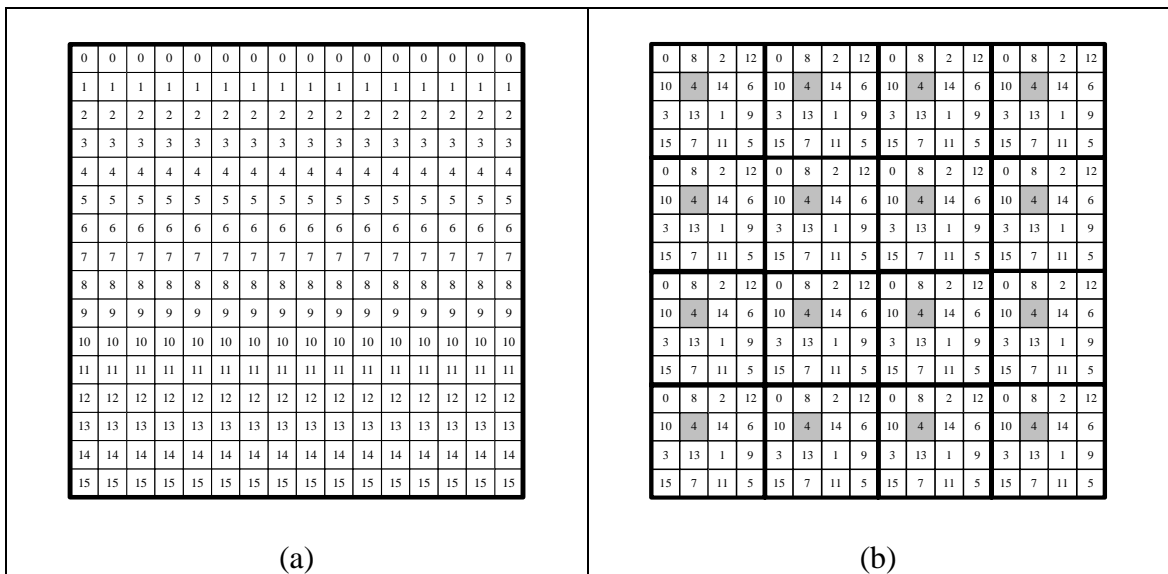 0 0 0 0 0 0 0 0 0 0 0 0 0 0 0 0
1 1 1 1 1 1 1 1 1 1 1 1 1 1 1 1
2 2 2 2 2 2 2 2 2 2 2 2 2 2 2 2
3 3 3 3 3 3 3 3 3 3 3 3 3 3 3 3
4 4 4 4 4 4 4 4 4 4 4 4 4 4 4 4
5 5 5 5 5 5 5 5 5 5 5 5 5 5 5 5
6 6 6 6 6 6 6 6 6 6 6 6 6 6 6 6
7 7 7 7 7 7 7 7 7 7 7 7 7 7 7 7
8 8 8 8 8 8 8 8 8 8 8 8 8 8 8 8
9 9 9 9 9 9 9 9 9 9 9 9 9 9 9 9
10 10 10 10 10 10 10 10 10 10 10 10 10 10 10 10
11 11 11 11 11 11 11 11 11 11 11 11 11 11 11 11
12 12 12 12 12 12 12 12 12 12 12 12 12 12 12 12
13 13 13 13 13 13 13 13 13 13 13 13 13 13 13 13
14 14 14 14 14 14 14 14 14 14 14 14 14 14 14 14
15 15 15 15 15 15 15 15 15 15 15 15 15 15 15 15
(a)
0 8 2 12 0 8 2 12 0 8 2 12 0 8 2 12
10 4 14 6 10 4 14 6 10 4 14 6 10 4 14 6
3 13 1 9 3 13 1 9 3 13 1 9 3 13 1 9
15 7 11 5 15 7 11 5 15 7 11 5 15 7 11 5
0 8 2 12 0 8 2 12 0 8 2 12 0 8 2 12
10 4 14 6 10 4 14 6 10 4 14 6 10 4 14 6
3 13 1 9 3 13 1 9 3 13 1 9 3 13 1 9
15 7 11 5 15 7 11 5 15 7 11 5 15 7 11 5
0 8 2 12 0 8 2 12 0 8 2 12 0 8 2 12
10 4 14 6 10 4 14 6 10 4 14 6 10 4 14 6
3 13 1 9 3 13 1 9 3 13 1 9 3 13 1 9
15 7 11 5 15 7 11 5 15 7 11 5 15 7 11 5
0 8 2 12 0 8 2 12 0 8 2 12 0 8 2 12
10 4 14 6 10 4 14 6 10 4 14 6 10 4 14 6
3 13 1 9 3 13 1 9 3 13 1 9 3 13 1 9
15 7 11 5 15 7 11 5 15 7 11 5 15 7 11 5
(b)